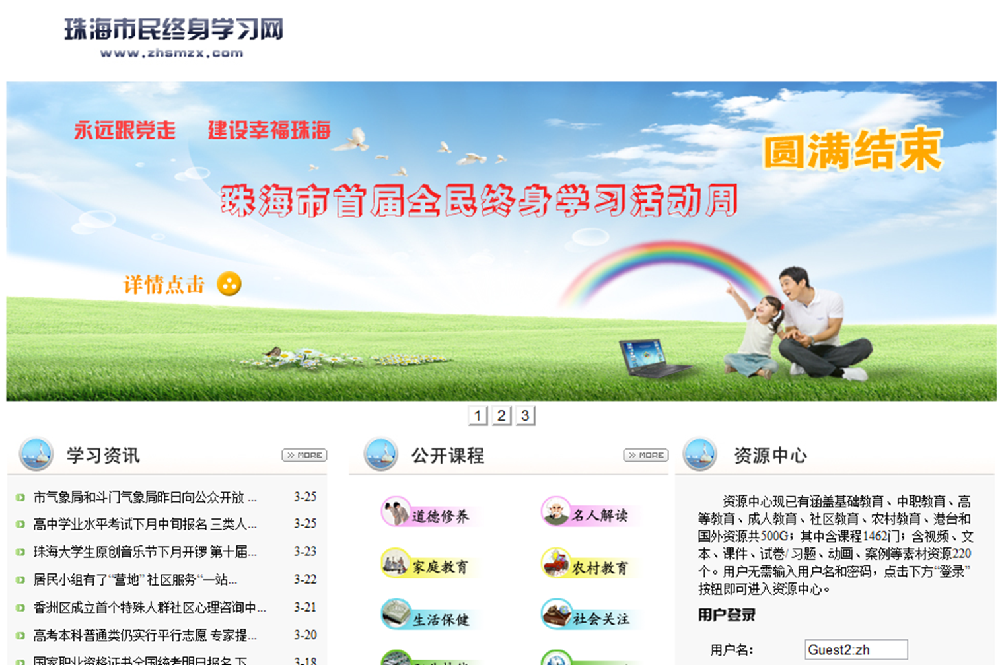 珠海市民终身学习网
www.zhsmzx.com
永远跟党走 建设幸福珠海
圆满结束
珠海市首届全民终身学习活动周
详情点击
1 2 3
学习资讯
MORE
市气象局和斗门气象局昨日向公众开放 ... 3-25
高中学业水平考试下月中旬报名 三类人... 3-25
珠海大学生原创音乐节下月开锣 第十届... 3-23
居民小组有了“营地” 社区服务“一站... 3-22
香洲区成立首个特殊人群社区心理咨询中... 3-21
高考本科普通类仍实行平行志愿 专家提... 3-20
国家职业资格证书全国统考明日报名 下 3-18
公开课程
MORE
道德修养 名人解读
家庭教育 农村教育
生活保健 社会关注
资源中心
资源中心现已有涵盖基础教育、中职教育、高
等教育、成人教育、社区教育、农村教育、港台和
国外资源共500G；其中含课程1462门；含视频、文
本、课件、试卷/ 习题、动画、案例等素材资源220
个。用户无需输入用户名和密码，点击下方“登录”
按钮即可进入资源中心。
用户登录
用户名： Guest2:zh